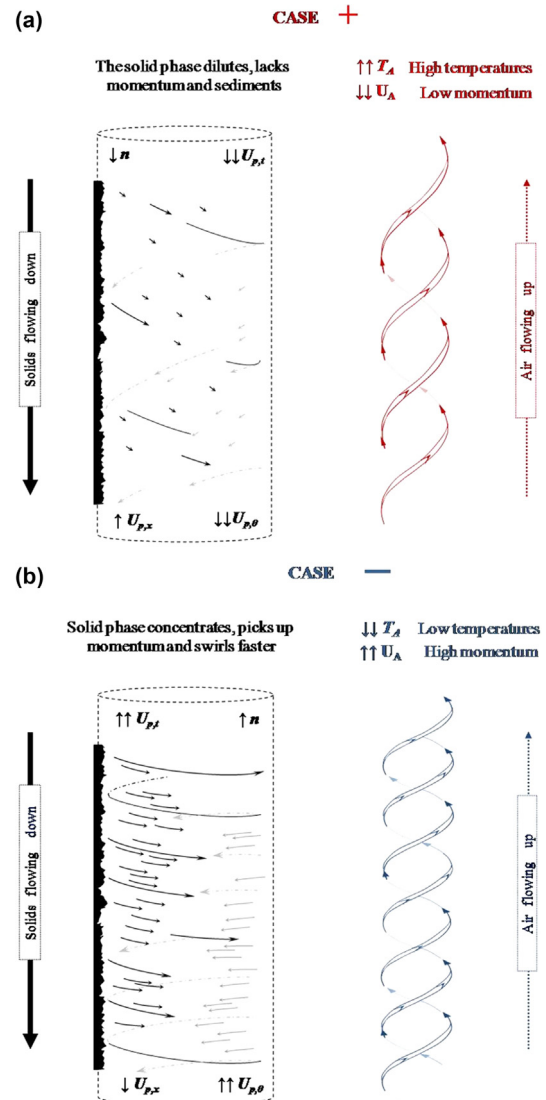 (a)
CASE +
The solid phase dilutes, lacks
momentum and sediments
↑↑ T_A High temperatures
↓↓ U_A Low momentum
↓ n ↓↓ U_p,t
Solids flowing down
Air flowing up
↑ U_p,x ↓↓ U_p,θ
(b)
CASE —
Solid phase concentrates, picks up
momentum and swirls faster
↓↓ T_A Low temperatures
↑↑ U_A High momentum
↑↑ U_p,t ↑ n
Solids flowing down
Air flowing up
↓ U_p,x ↑↑ U_p,θ